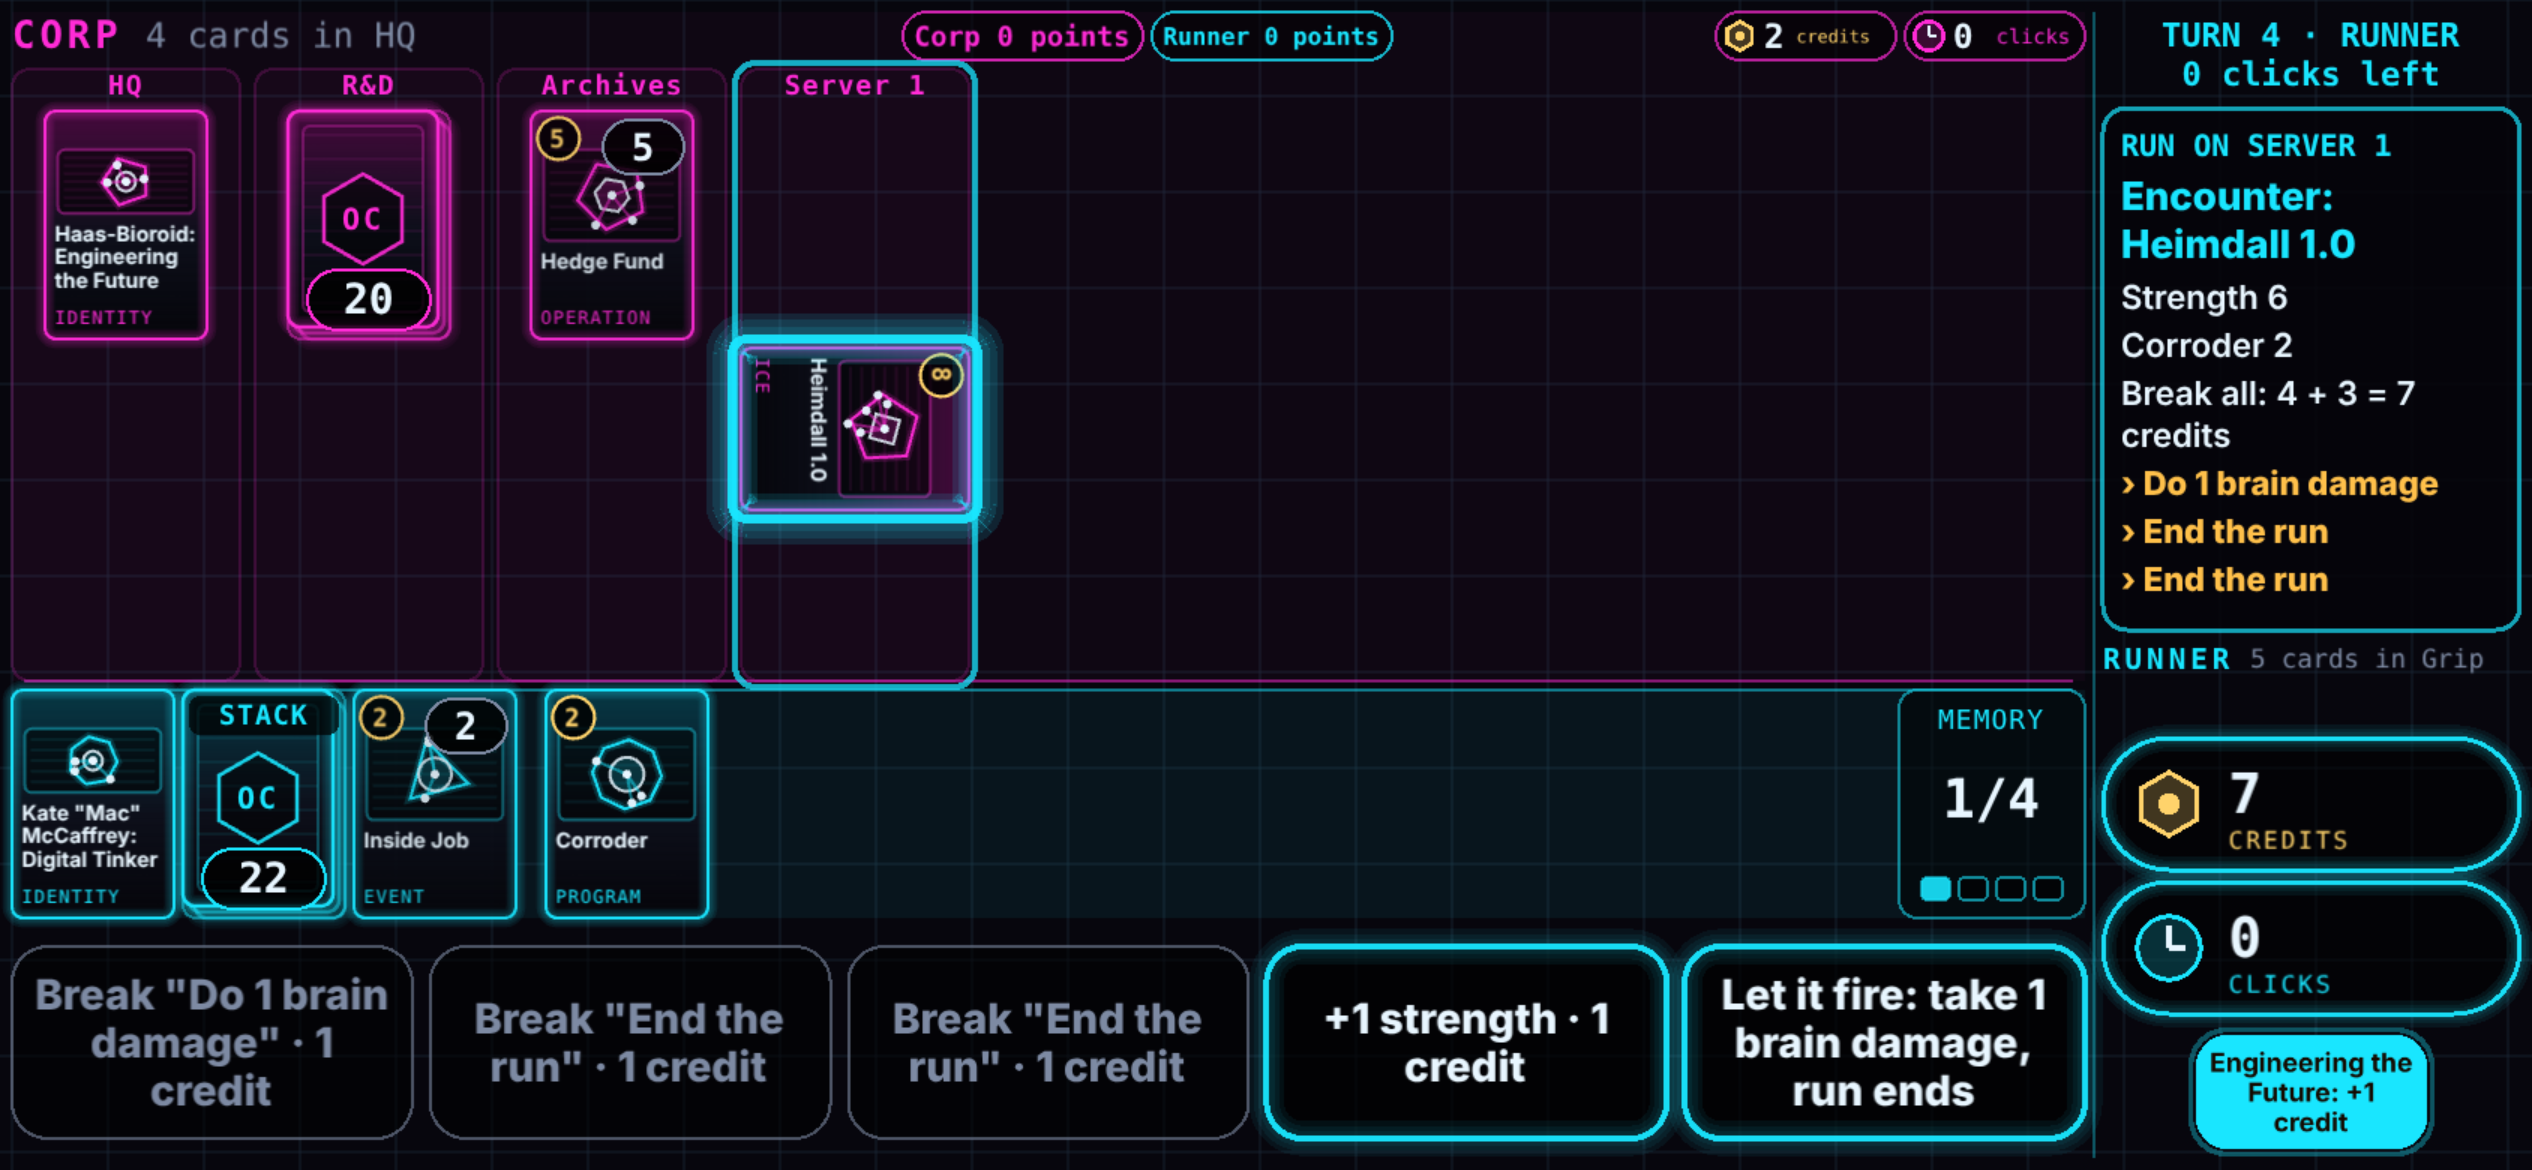 CORP 4 cards in HQ
Corp 0 points
Runner 0 points
2 credits
0 clicks
TURN 4 · RUNNER
0 clicks left
HQ
R&D
Archives
Server 1
Haas-Bioroid:
Engineering
the Future
IDENTITY
OC
20
5
5
Hedge Fund
OPERATION
8
Heimdall 1.0
ICE
RUN ON SERVER 1
Encounter:
Heimdall 1.0
Strength 6
Corroder 2
Break all: 4 + 3 = 7
credits
› Do 1 brain damage
› End the run
› End the run
RUNNER 5 cards in Grip
Kate "Mac"
McCaffrey:
Digital Tinker
IDENTITY
STACK
OC
22
2
2
Inside Job
EVENT
2
Corroder
PROGRAM
MEMORY
1/4
7
CREDITS
0
CLICKS
Break "Do 1 brain
damage" · 1
credit
Break "End the
run" · 1 credit
Break "End the
run" · 1 credit
+1 strength · 1
credit
Let it fire: take 1
brain damage,
run ends
Engineering the
Future: +1
credit